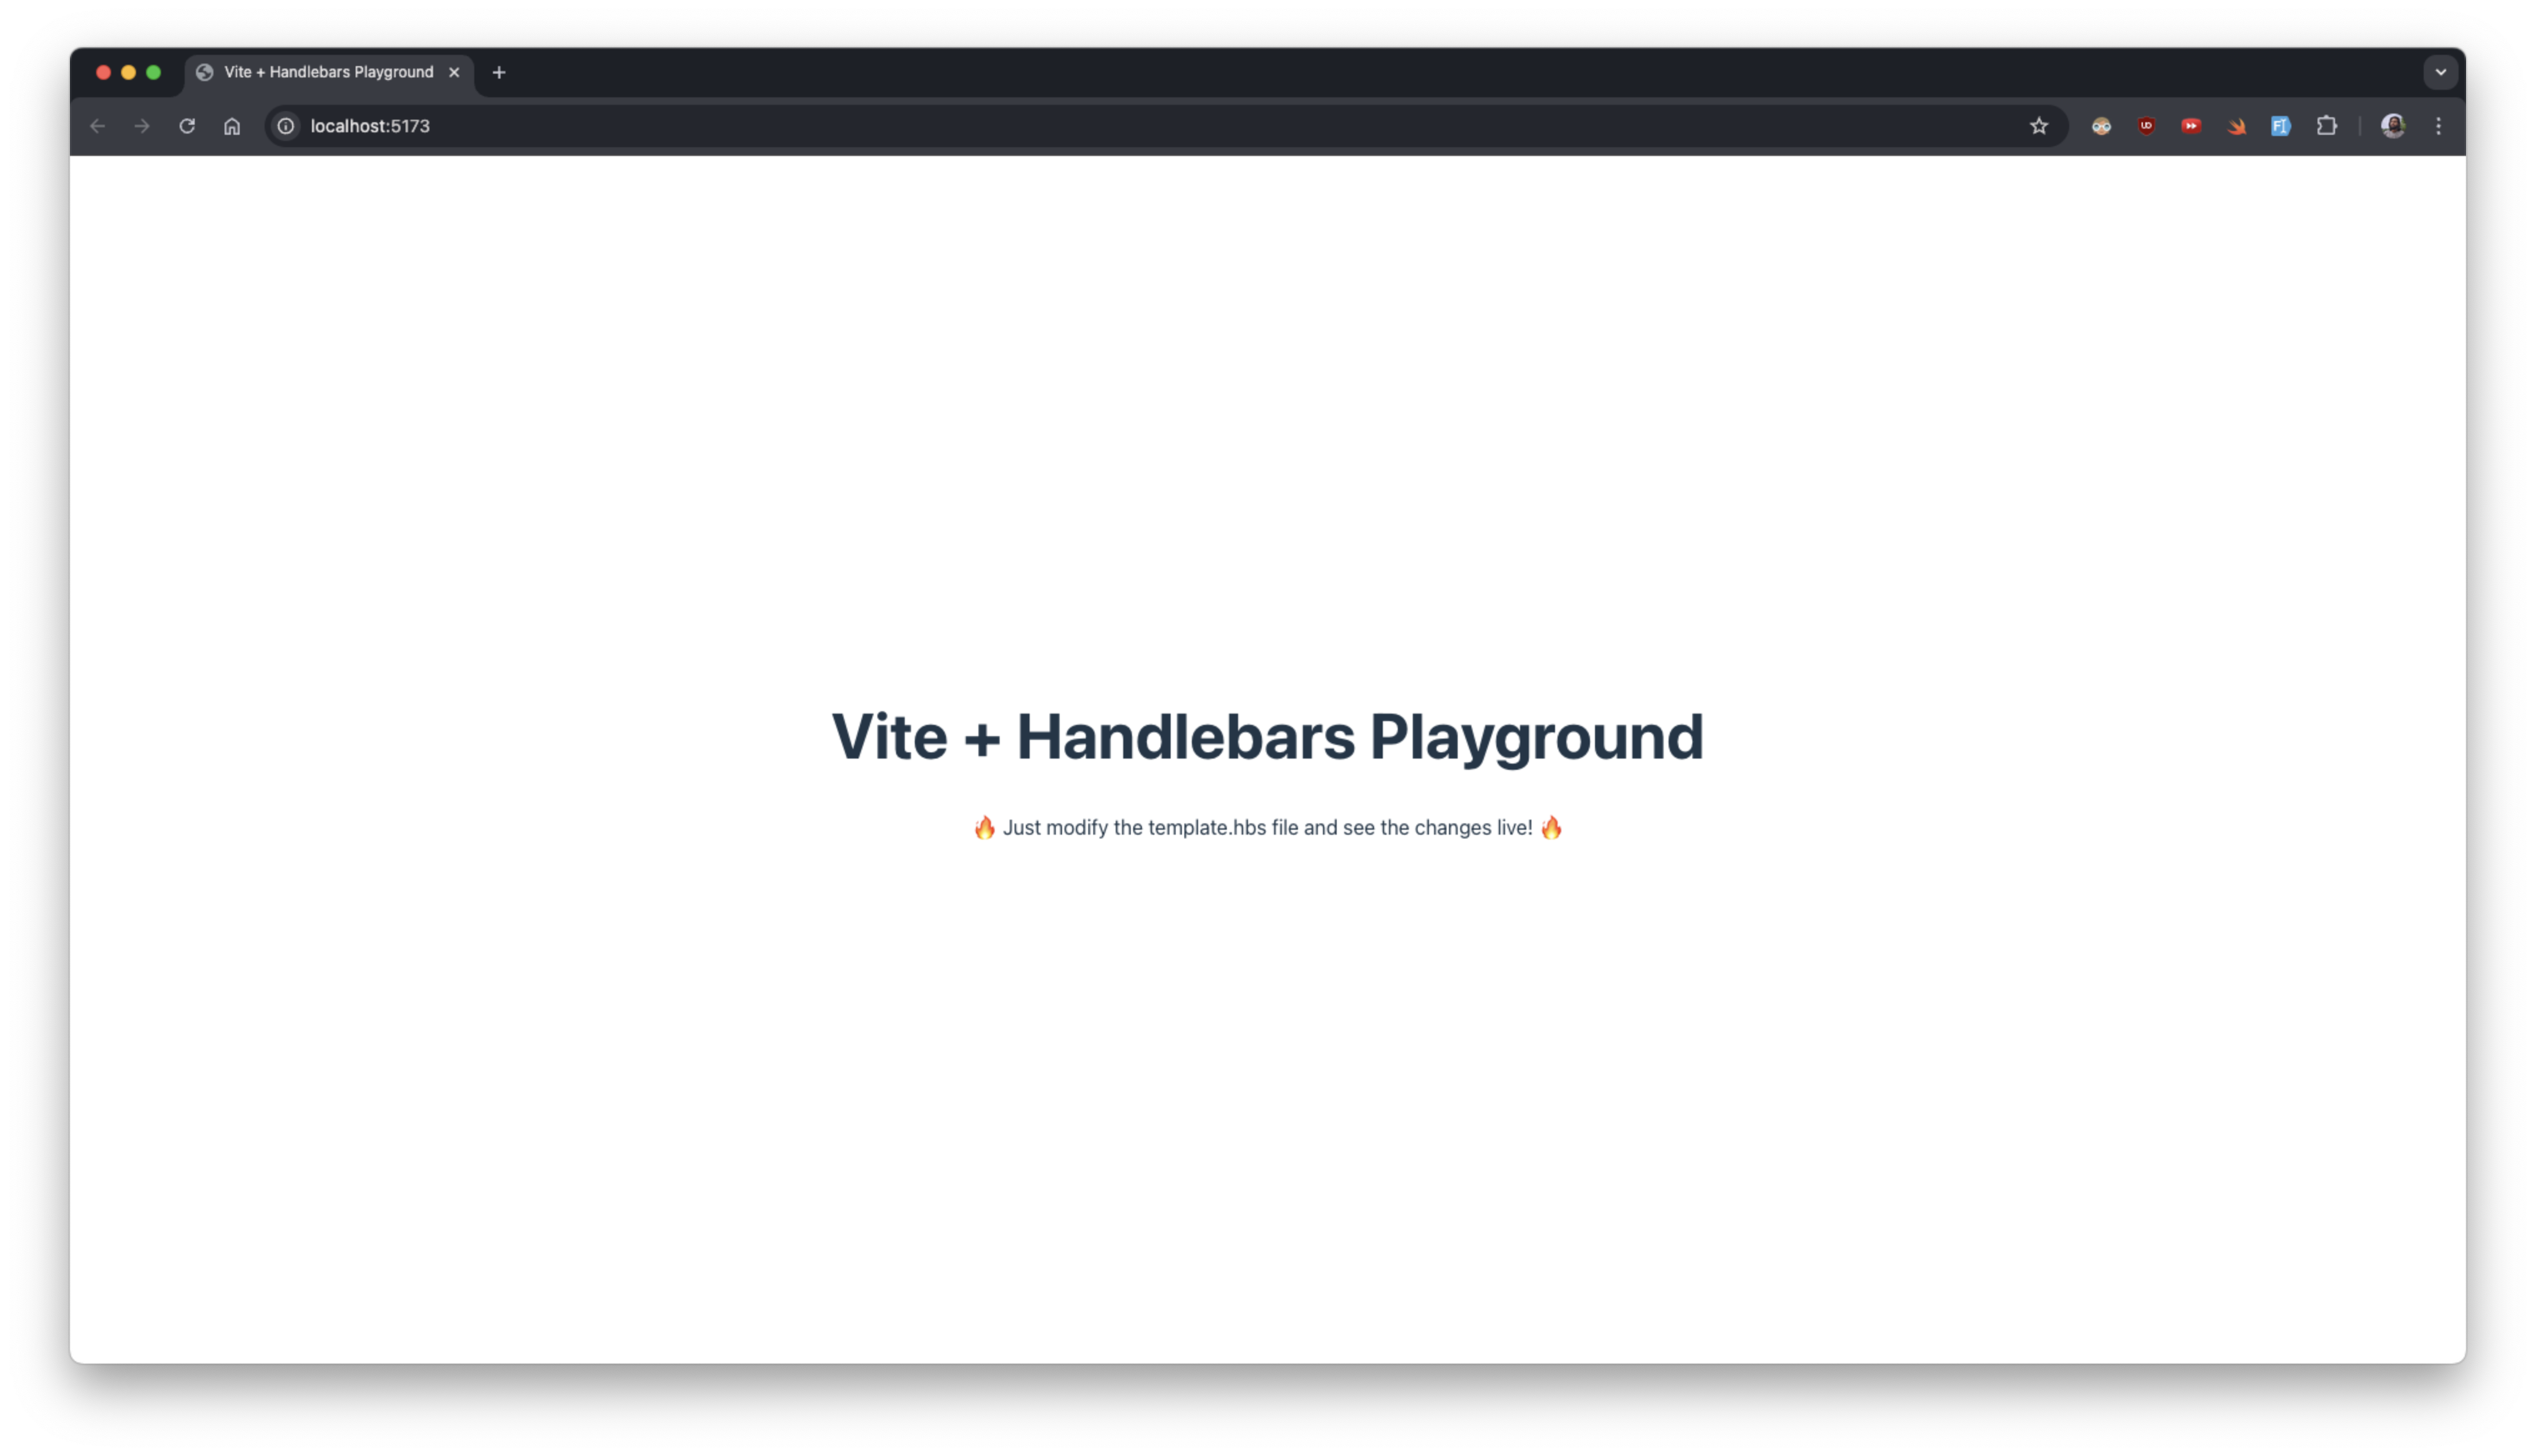 Vite + Handlebars Playground
localhost:5173
Vite + Handlebars Playground
🔥 Just modify the template.hbs file and see the changes live! 🔥